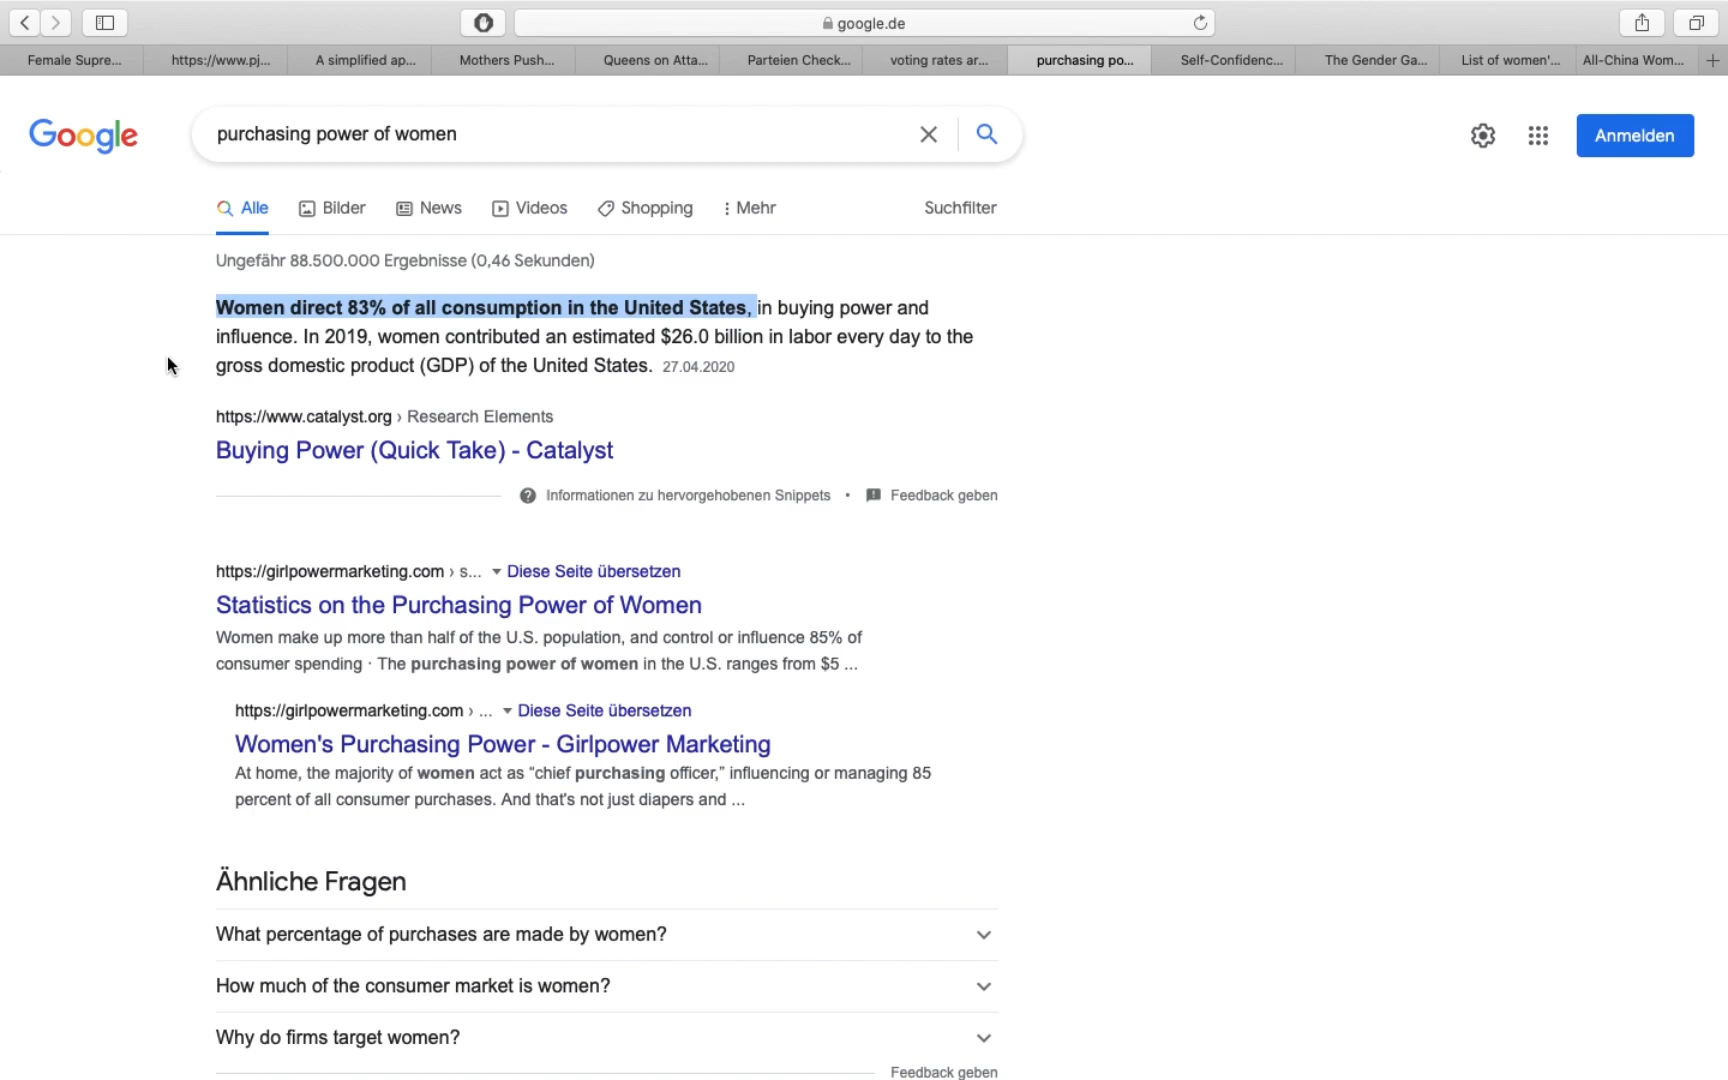 google.de
Female Supre...
https://www.pj...
A simplified ap...
Mothers Push...
Queens on Atta...
Parteien Check...
voting rates ar...
purchasing po...
Self-Confidenc...
The Gender Ga...
List of women'...
All-China Wom...
Google
purchasing power of women
Anmelden
Alle
Bilder
News
Videos
Shopping
Mehr
Suchfilter
Ungefähr 88.500.000 Ergebnisse (0,46 Sekunden)
Women direct 83% of all consumption in the United States, in buying power and
influence. In 2019, women contributed an estimated $26.0 billion in labor every day to the
gross domestic product (GDP) of the United States. 27.04.2020
https://www.catalyst.org › Research Elements
Buying Power (Quick Take) - Catalyst
Informationen zu hervorgehobenen Snippets • Feedback geben
https://girlpowermarketing.com › s... Diese Seite übersetzen
Statistics on the Purchasing Power of Women
Women make up more than half of the U.S. population, and control or influence 85% of
consumer spending · The purchasing power of women in the U.S. ranges from $5 ...
https://girlpowermarketing.com › ... Diese Seite übersetzen
Women's Purchasing Power - Girlpower Marketing
At home, the majority of women act as “chief purchasing officer,” influencing or managing 85
percent of all consumer purchases. And that's not just diapers and ...
Ähnliche Fragen
What percentage of purchases are made by women?
How much of the consumer market is women?
Why do firms target women?
Feedback geben